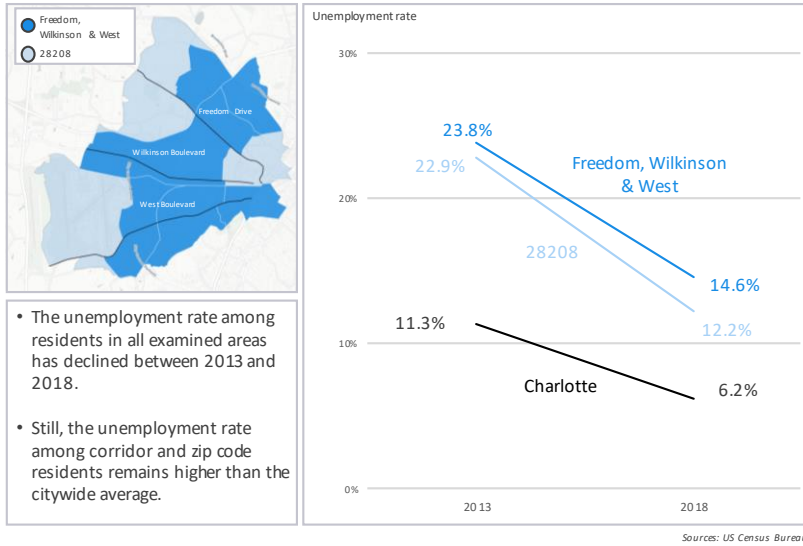 Freedom,
Wilkinson & West
28208
Freedom Drive
Wilkinson Boulevard
West Boulevard
• The unemployment rate among
residents in all examined areas
has declined between 2013 and
2018.
• Still, the unemployment rate
among corridor and zip code
residents remains higher than the
citywide average.
Unemployment rate
30%
23.8%
Freedom, Wilkinson
& West
22.9%
20%
28208
14.6%
12.2%
11.3%
10%
Charlotte
6.2%
0%
2013
2018
Sources: US Census Bureau